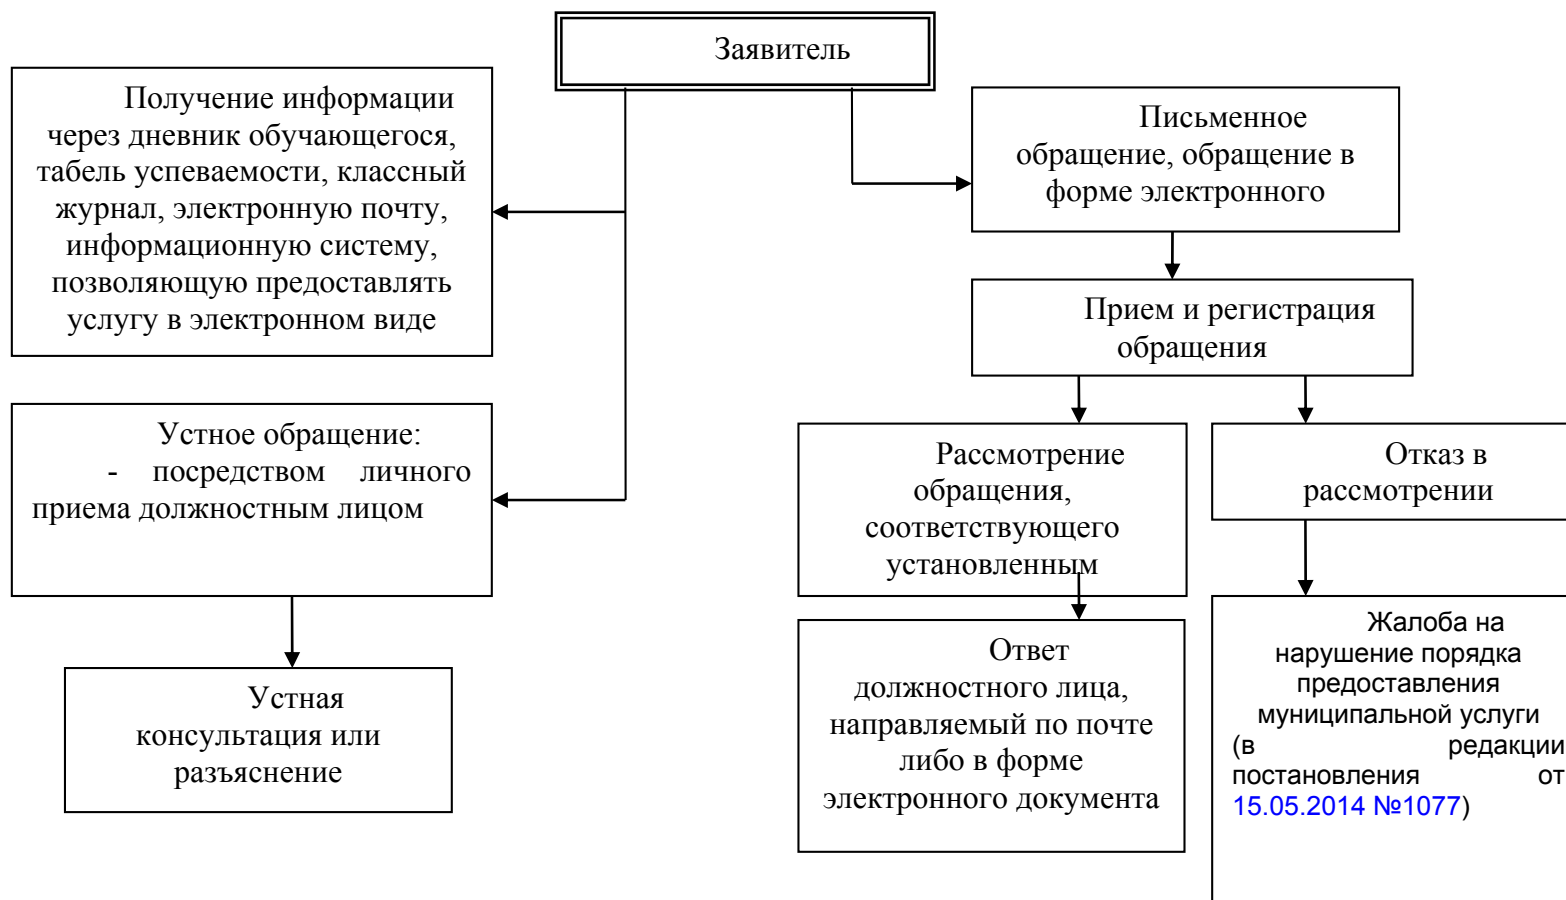 Заявитель
Получение информации
через дневник обучающегося,
табель успеваемости, классный
журнал, электронную почту,
информационную систему,
позволяющую предоставлять
услугу в электронном виде
Письменное
обращение, обращение в
форме электронного
Прием и регистрация
обращения
Устное обращение:
- посредством личного
приема должностным лицом
Рассмотрение
обращения,
соответствующего
установленным
Отказ в
рассмотрении
Устная
консультация или
разъяснение
Ответ
должностного лица,
направляемый по почте
либо в форме
электронного документа
Жалоба на
нарушение порядка
предоставления
муниципальной услуги
(в редакции
постановления от
15.05.2014 №1077)